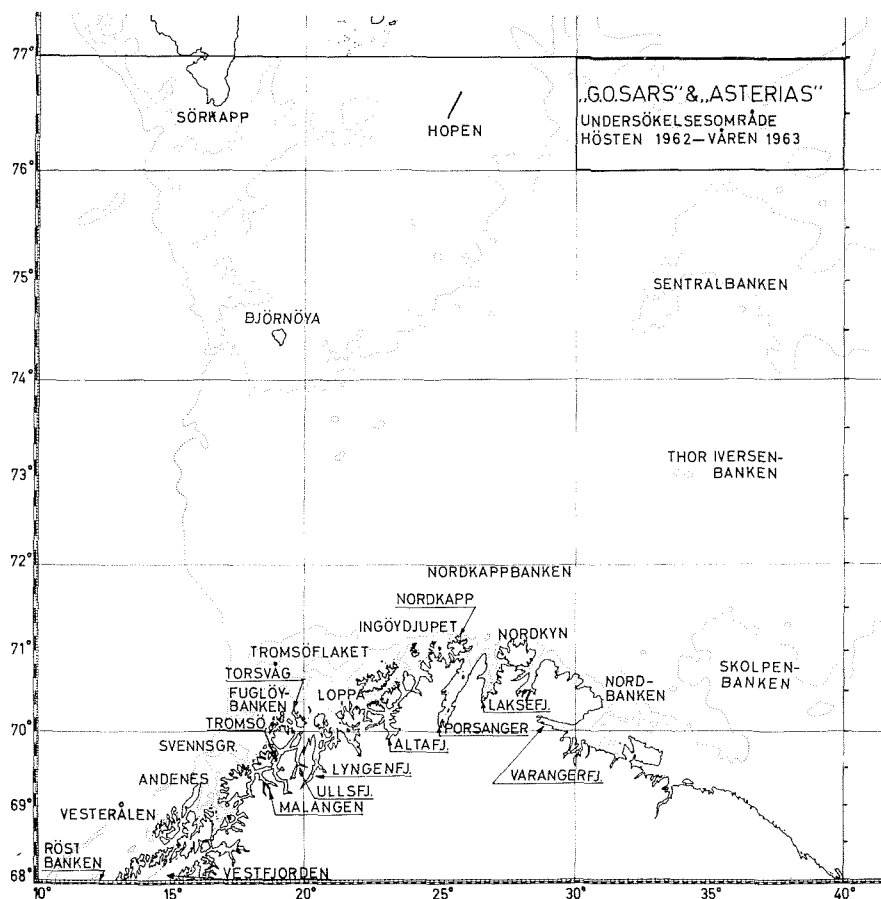 77°
„G.O.SARS" & „ASTERIAS"
UNDERSÖKELSESOMRÅDE
HÖSTEN 1962—VÅREN 1963
SÖRKAPP
HOPEN
76°
75°
SENTRALBANKEN
BJÖRNÖYA
74°
THOR IVERSEN-
BANKEN
73°
72°
NORDKAPPBANKEN
NORDKAPP
INGÖYDJUPET
NORDKYN
71°
TROMSÖFLAKET
TORSVÅG
FUGLÖY-
BANKEN
LOPPA
NORD-
BANKEN
SKOLPEN-
BANKEN
LAKSEFJ.
TROMSÖ
PORSANGER
70°
ALTAFJ.
SVENNSGR.
LYNGENFJ.
VARANGERFJ.
ANDENES
ULLSFJ.
MALANGEN
69°
VESTERÅLEN
RÖST
BANKEN
VESTFJORDEN
68°
10°
15°
20°
25°
30°
35°
40°